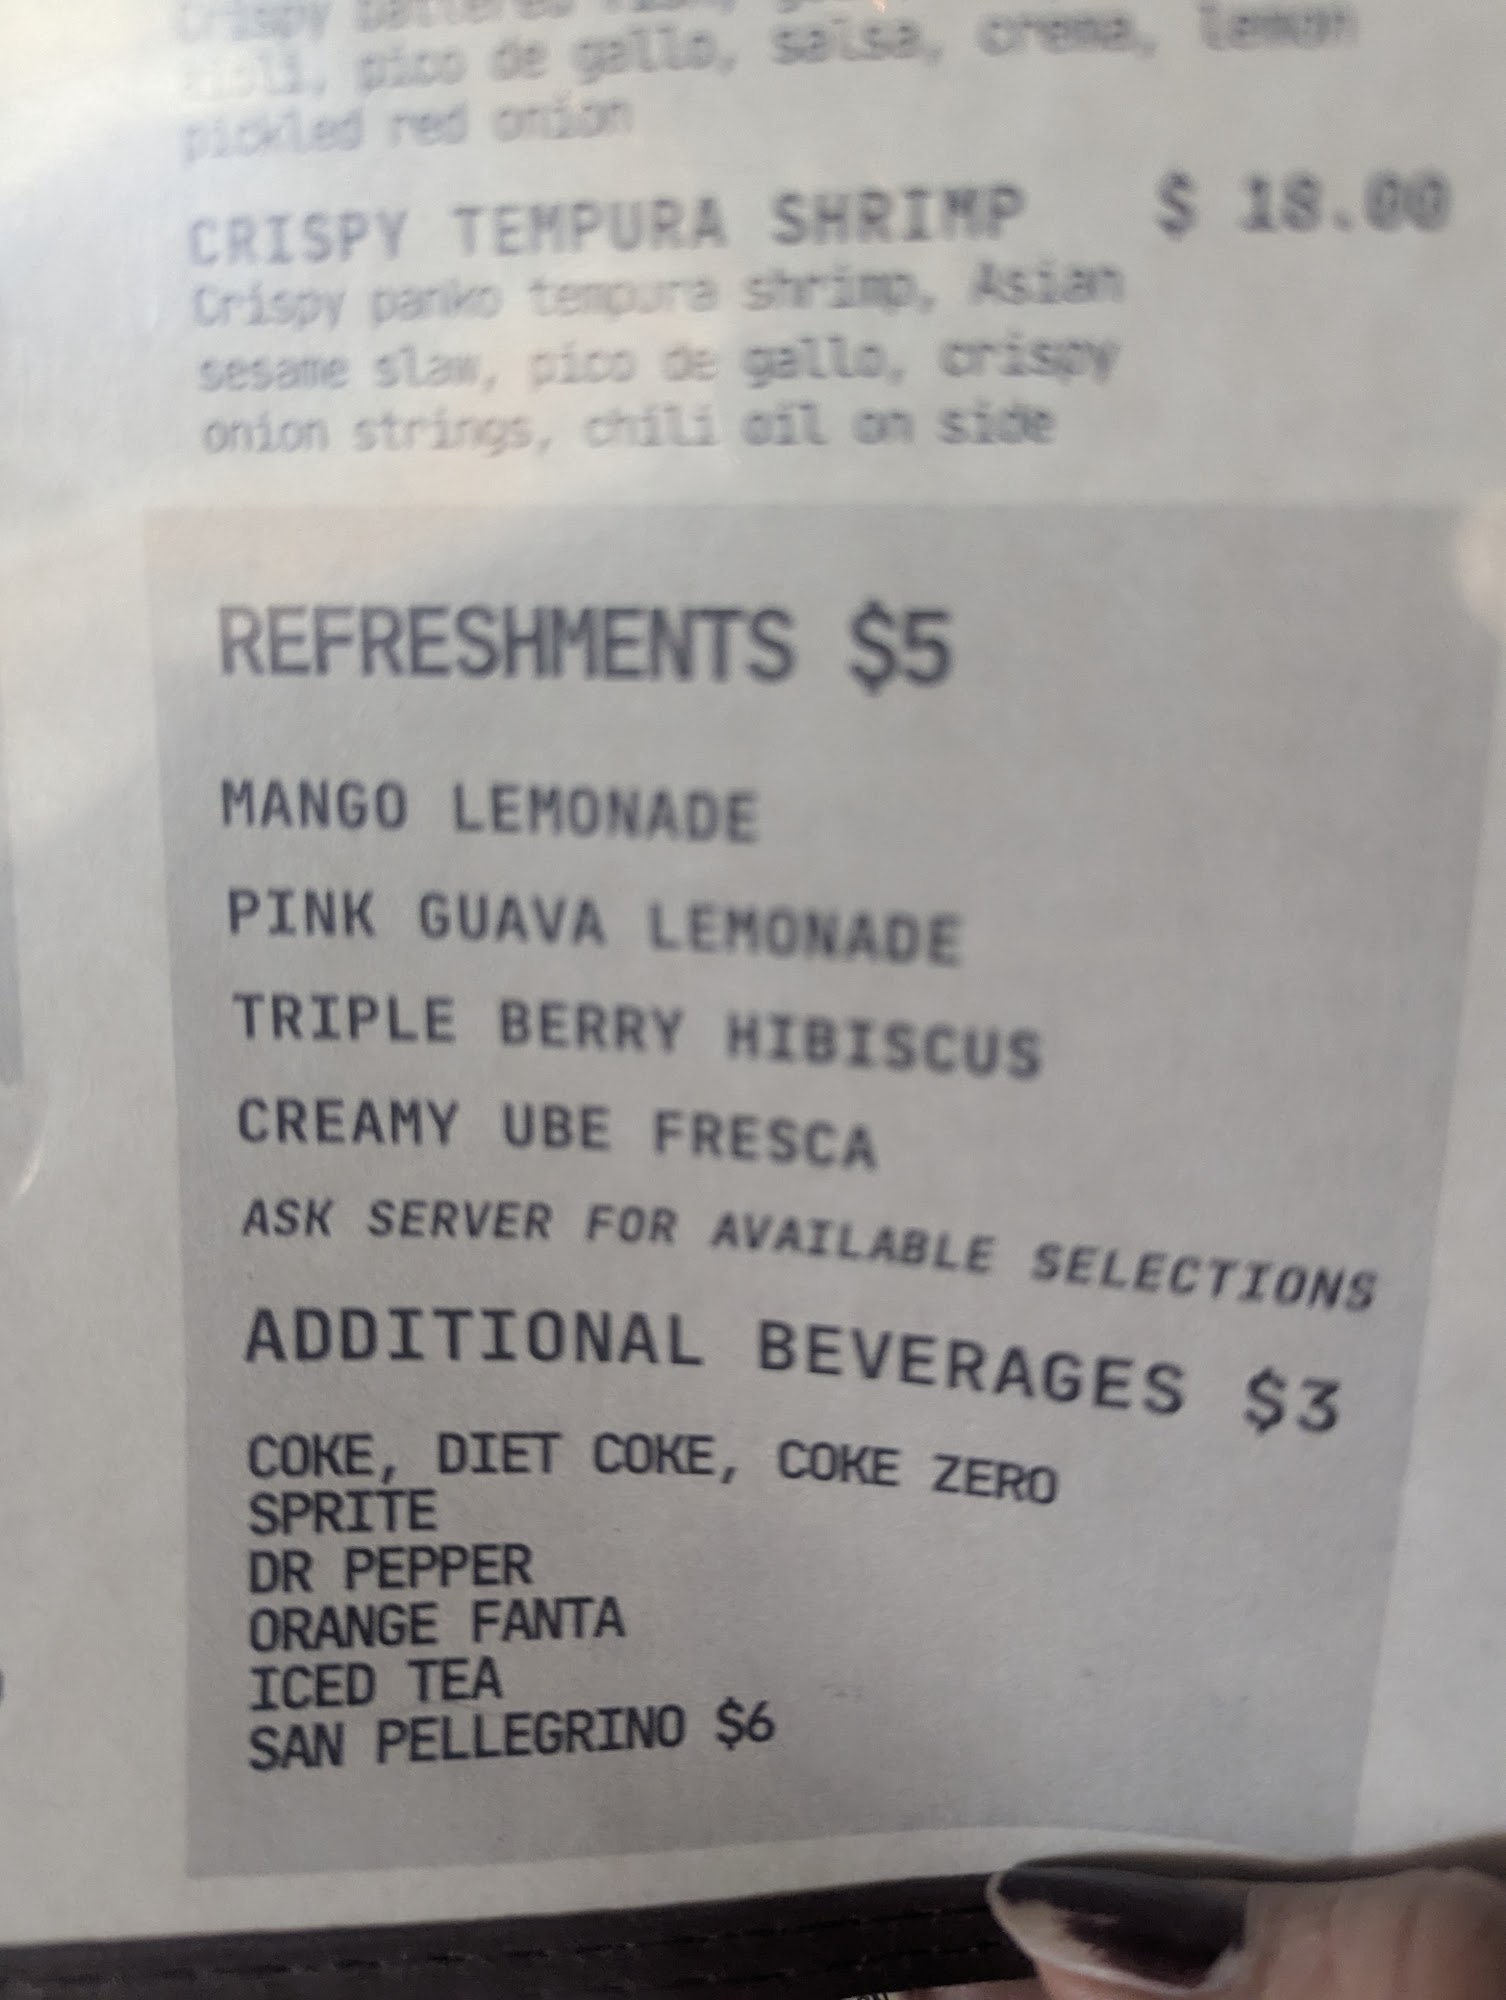 Crispy battered
aioli, pico de gallo, salsa, crema, lemon
pickled red onion
CRISPY TEMPURA SHRIMP $ 18.00
Crispy panko tempura shrimp, Asian
sesame slaw, pico de gallo, crispy
onion strings, chili oil on side
REFRESHMENTS $5
MANGO LEMONADE
PINK GUAVA LEMONADE
TRIPLE BERRY HIBISCUS
CREAMY UBE FRESCA
ASK SERVER FOR AVAILABLE SELECTIONS
ADDITIONAL BEVERAGES $3
COKE, DIET COKE, COKE ZERO
SPRITE
DR PEPPER
ORANGE FANTA
ICED TEA
SAN PELLEGRINO $6